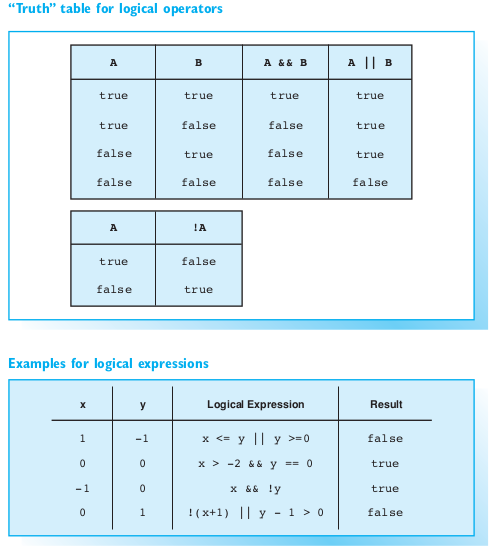 “Truth” table for logical operators
A B A && B A || B
true true true true
true false false true
false true false true
false false false false
A !A
true false
false true
Examples for logical expressions
x y Logical Expression Result
1 -1 x <= y || y >=0 false
0 0 x > -2 && y == 0 true
-1 0 x && !y true
0 1 !(x+1) || y - 1 > 0 false